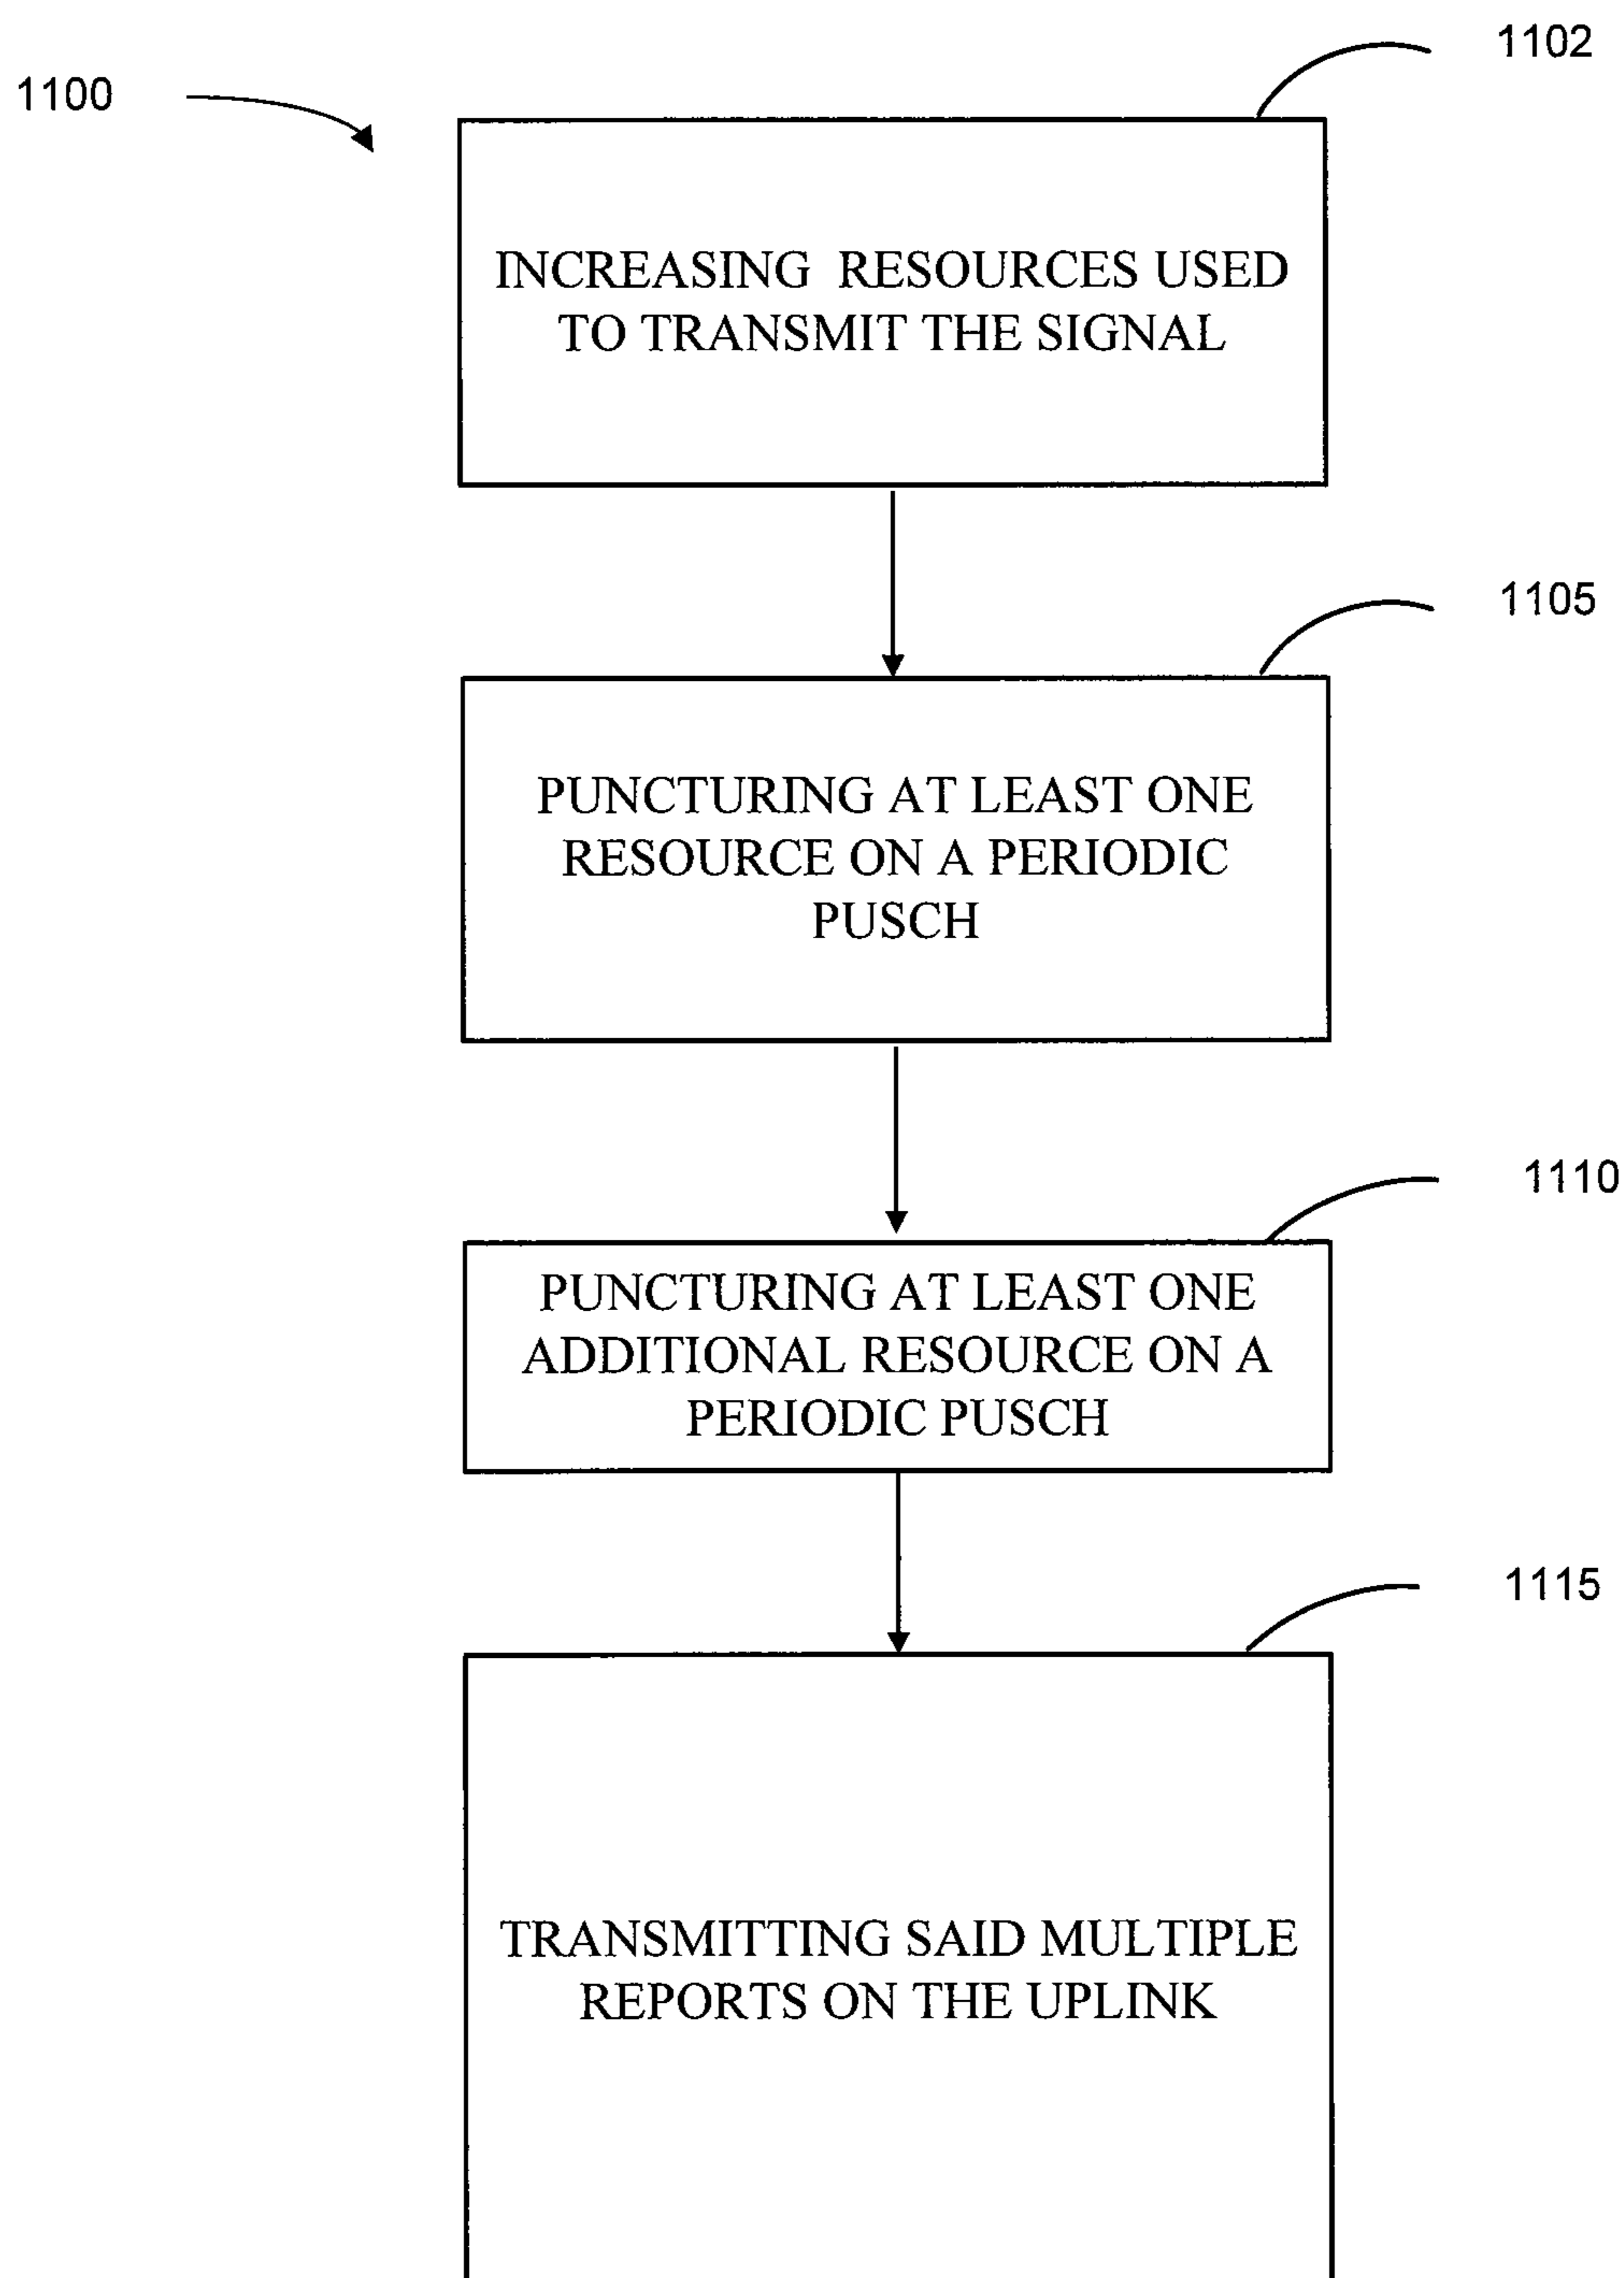 1102
1100
INCREASING RESOURCES USED
TO TRANSMIT THE SIGNAL
1105
PUNCTURING AT LEAST ONE
RESOURCE ON A PERIODIC
PUSCH
1110
PUNCTURING AT LEAST ONE
ADDITIONAL RESOURCE ON A
PERIODIC PUSCH
1115
TRANSMITTING SAID MULTIPLE
REPORTS ON THE UPLINK